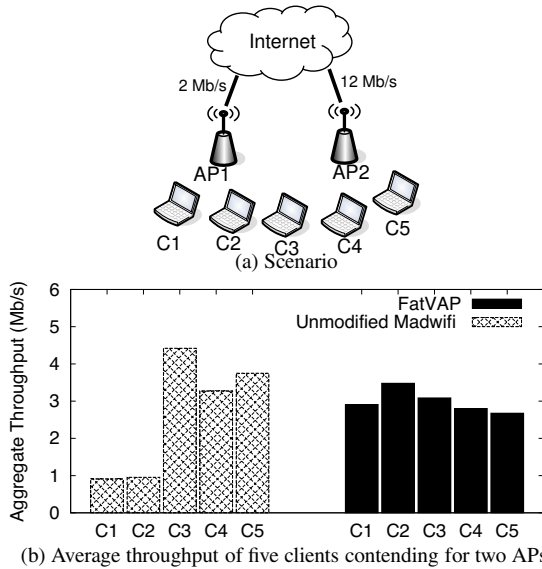 Internet
2 Mb/s 12 Mb/s
AP1 AP2
C1 C2 C3 C4 C5
(a) Scenario
Aggregate Throughput (Mb/s)
6
5
4
3
2
1
0
FatVAP
Unmodified Madwifi
C1 C2 C3 C4 C5 C1 C2 C3 C4 C5
(b) Average throughput of five clients contending for two APs